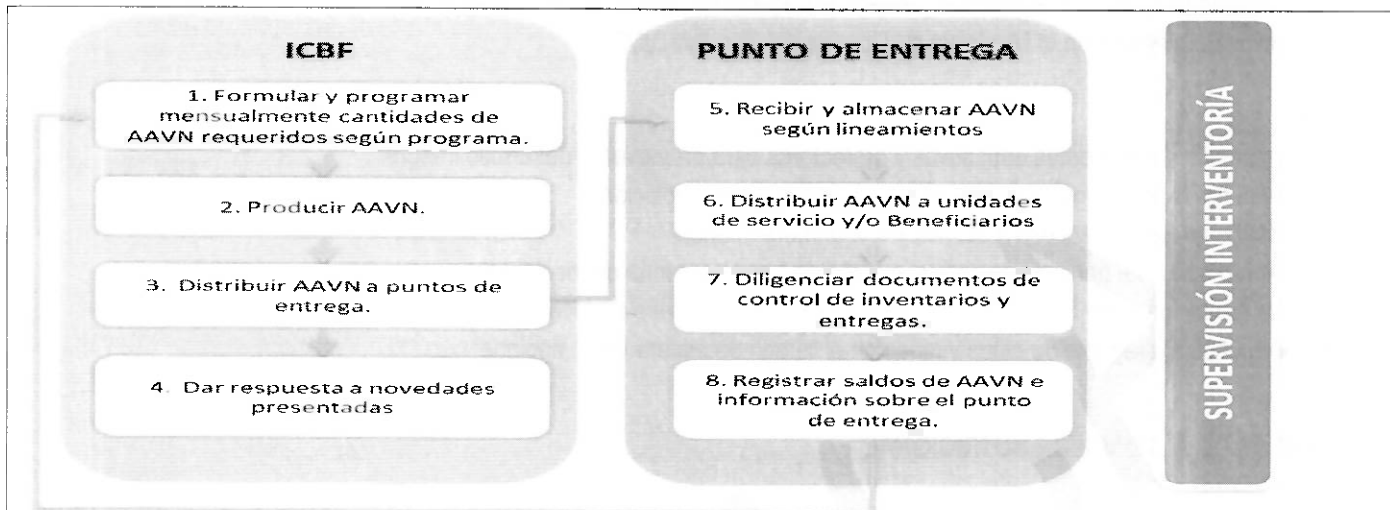 ICBF
1. Formular y programar
mensualmente cantidades de
AAVN requeridos según programa.
2. Producir AAVN.
3. Distribuir AAVN a puntos de
entrega.
4. Dar respuesta a novedades
presentadas
PUNTO DE ENTREGA
5. Recibir y almacenar AAVN
según lineamientos
6. Distribuir AAVN a unidades
de servicio y/o Beneficiarios
7. Diligenciar documentos de
control de inventarios y
entregas.
8. Registrar saldos de AAVN e
información sobre el punto
de entrega.
SUPERVISIÓN INTERVENTORÍA